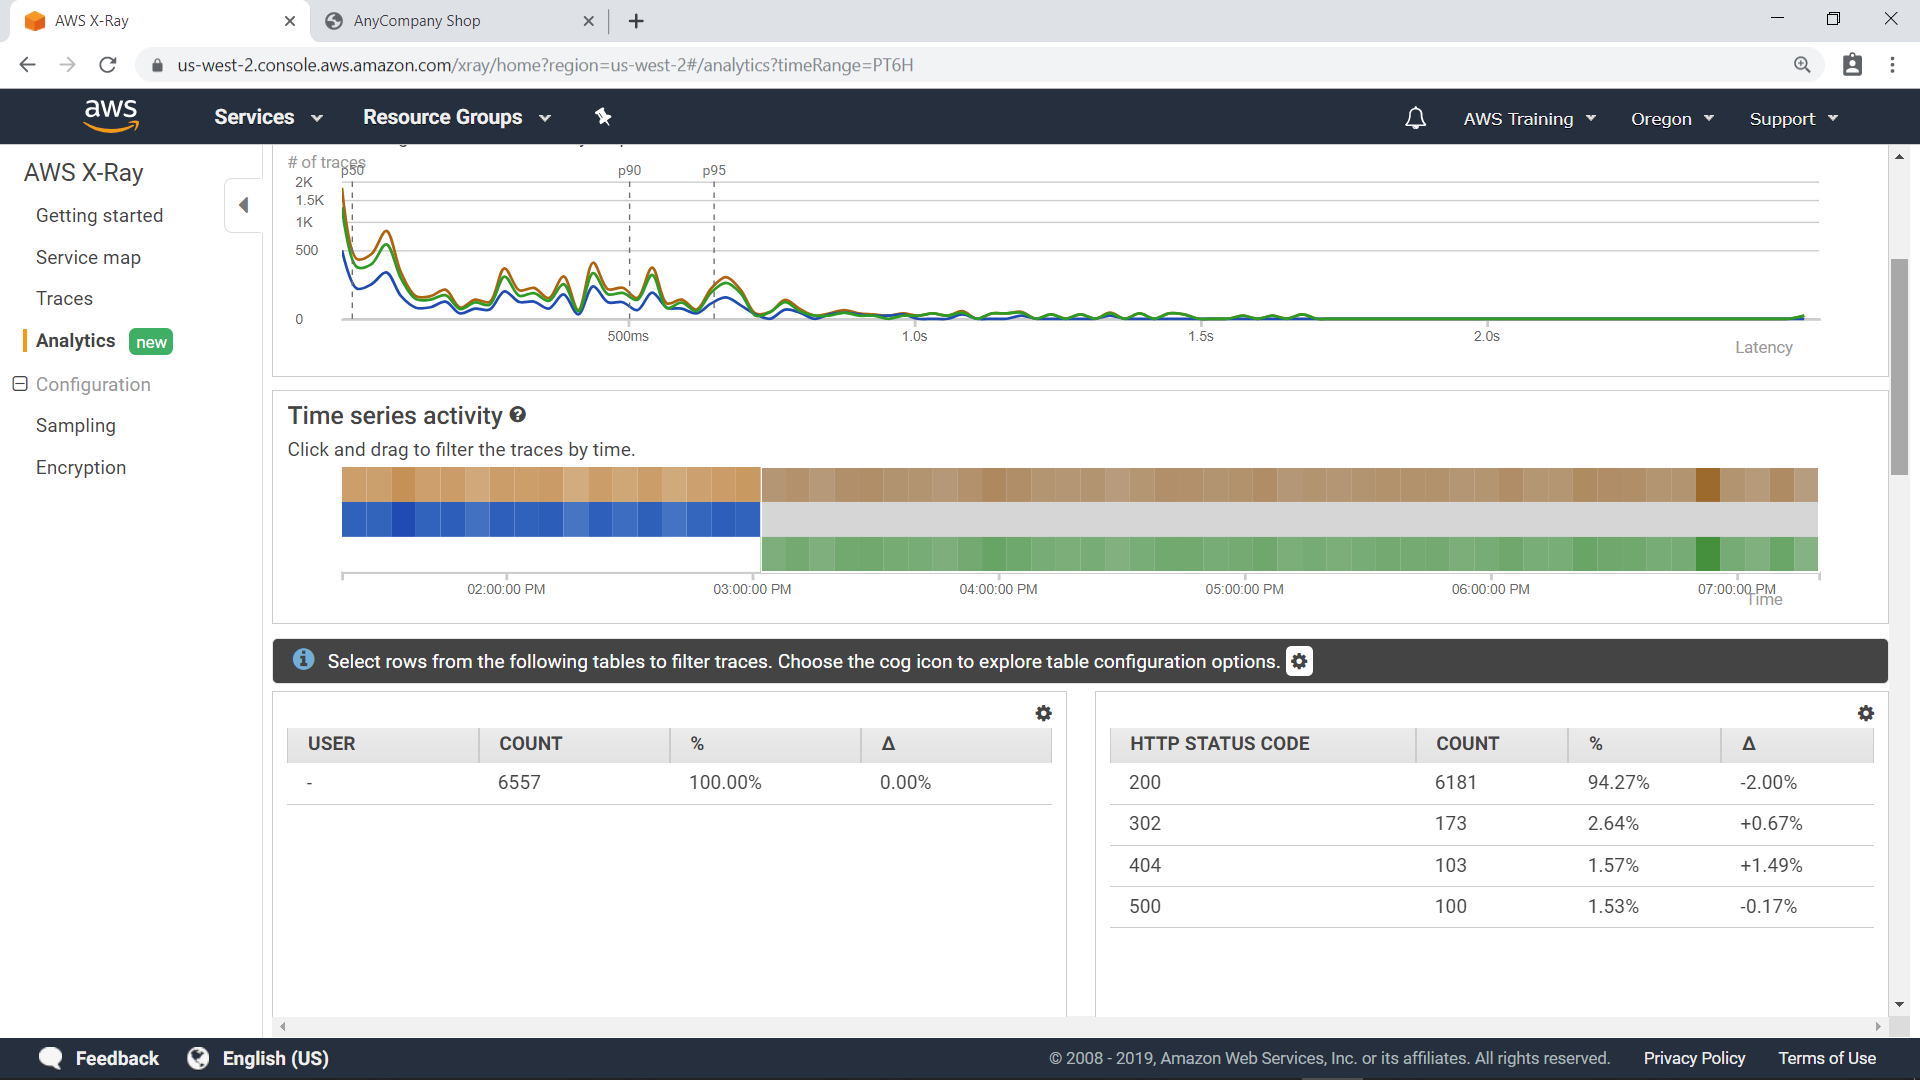 AWS X-Ray
AnyCompany Shop
us-west-2.console.aws.amazon.com/xray/home?region=us-west-2#/analytics?timeRange=PT6H
aws
Services
Resource Groups
AWS Training
Oregon
Support
AWS X-Ray
Getting started
Service map
Traces
Analytics new
Configuration
Sampling
Encryption
# of traces
p50
p90
p95
2K
1.5K
1K
500
0
500ms
1.0s
1.5s
2.0s
Latency
Time series activity
Click and drag to filter the traces by time.
02:00:00 PM
03:00:00 PM
04:00:00 PM
05:00:00 PM
06:00:00 PM
07:00:00 PM
Time
Select rows from the following tables to filter traces. Choose the cog icon to explore table configuration options.
USER COUNT % Δ
- 6557 100.00% 0.00%
HTTP STATUS CODE COUNT % Δ
200 6181 94.27% -2.00%
302 173 2.64% +0.67%
404 103 1.57% +1.49%
500 100 1.53% -0.17%
Feedback
English (US)
© 2008 - 2019, Amazon Web Services, Inc. or its affiliates. All rights reserved.
Privacy Policy
Terms of Use